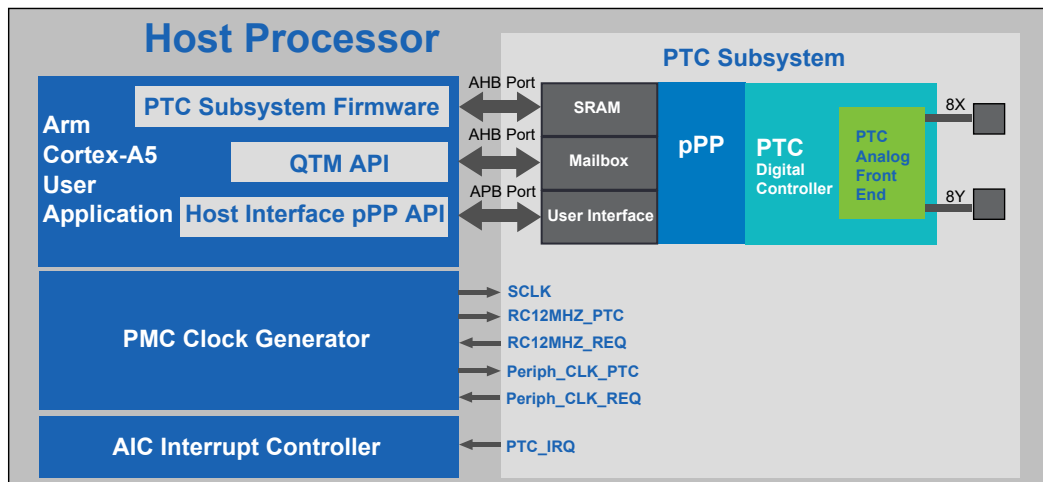 Host Processor
PTC Subsystem
Arm
Cortex-A5
User
Application
PTC Subsystem Firmware
QTM API
Host Interface pPP API
AHB Port
AHB Port
APB Port
SRAM
Mailbox
User Interface
pPP
PTC
Digital
Controller
PTC
Analog
Front
End
8X
8Y
PMC Clock Generator
SCLK
RC12MHZ_PTC
RC12MHZ_REQ
Periph_CLK_PTC
Periph_CLK_REQ
AIC Interrupt Controller
PTC_IRQ